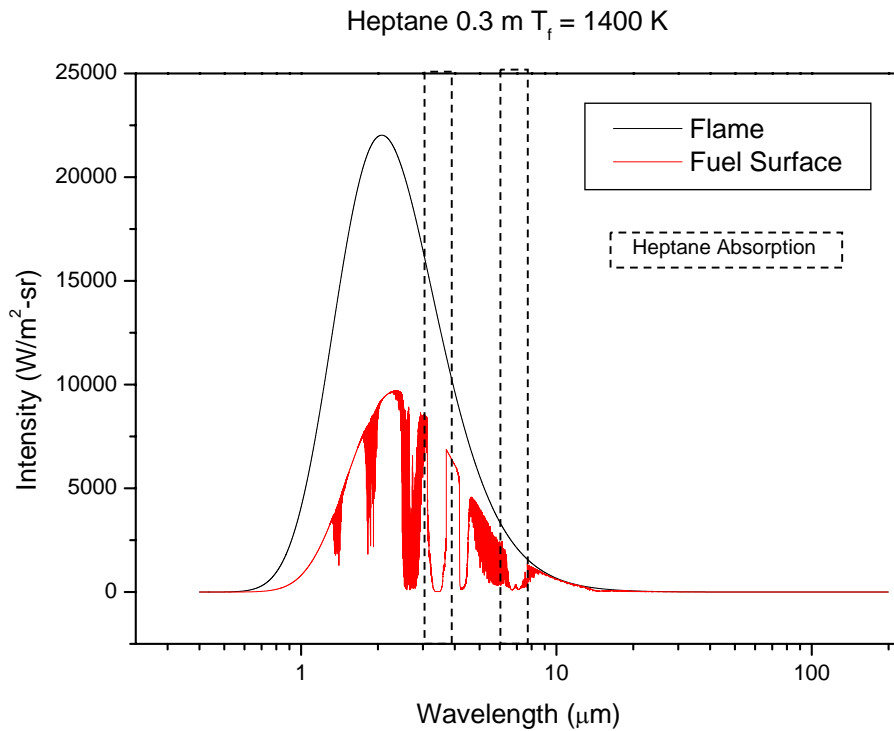 Heptane 0.3 m T_f = 1400 K
25000
Flame
Fuel Surface
20000
Heptane Absorption
15000
10000
5000
0
Intensity (W/m²-sr)
1
10
100
Wavelength (μm)